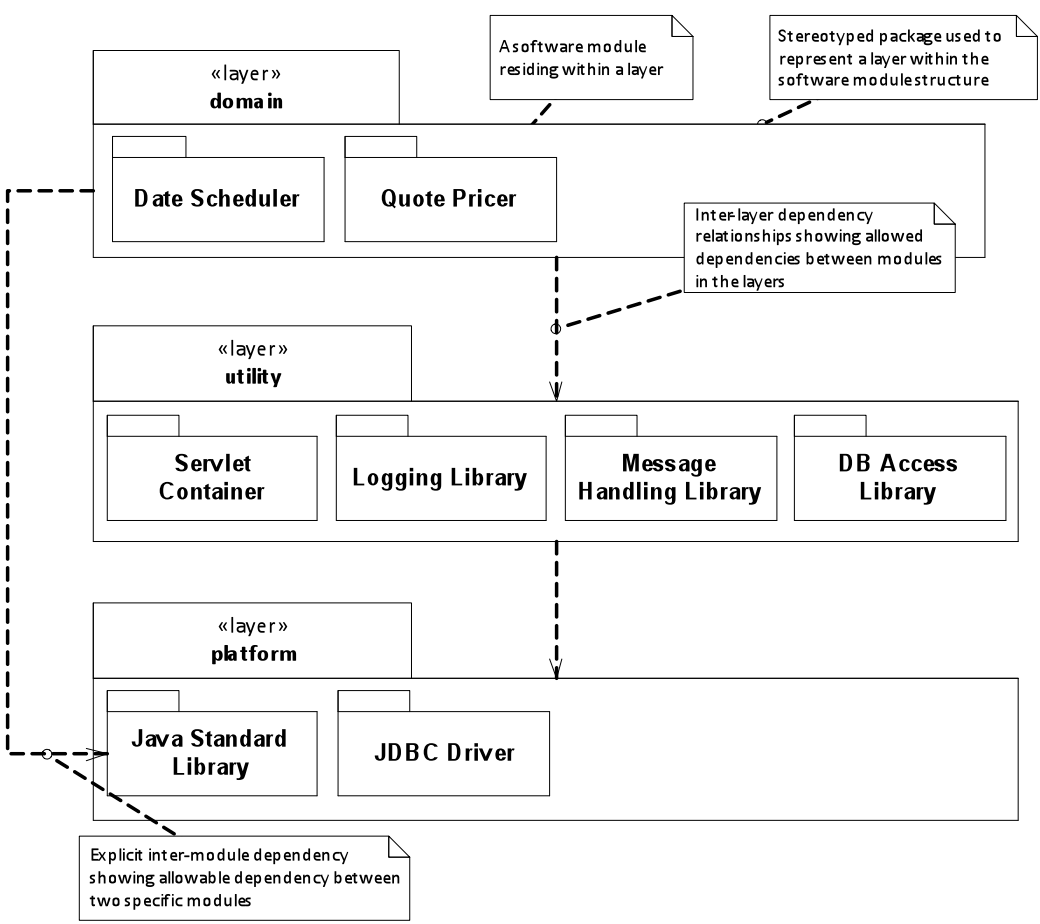 A software module
residing within a layer
Stereotyped package used to
represent a layer within the
software module structure
«layer»
domain
Date Scheduler
Quote Pricer
Inter-layer dependency
relationships showing allowed
dependencies between modules
in the layers
«layer»
utility
Servlet
Container
Logging Library
Message
Handling Library
DB Access
Library
«layer»
platform
Java Standard
Library
JDBC Driver
Explicit inter-module dependency
showing allowable dependency between
two specific modules